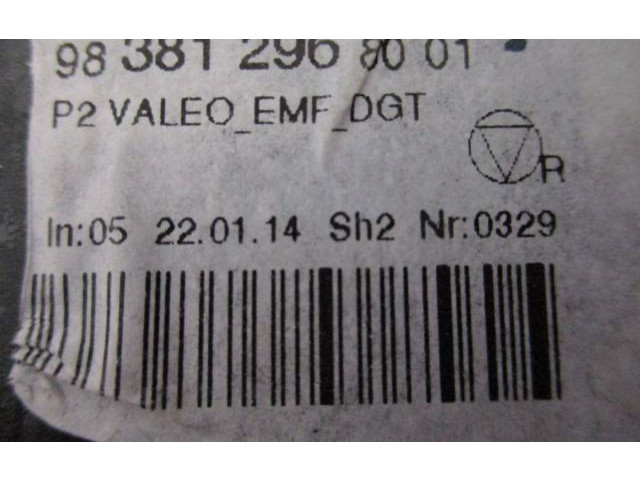 98 381 296 80 01
P2 VALEO_EMF_DGT
R
In:05 22.01.14 Sh2 Nr:0329